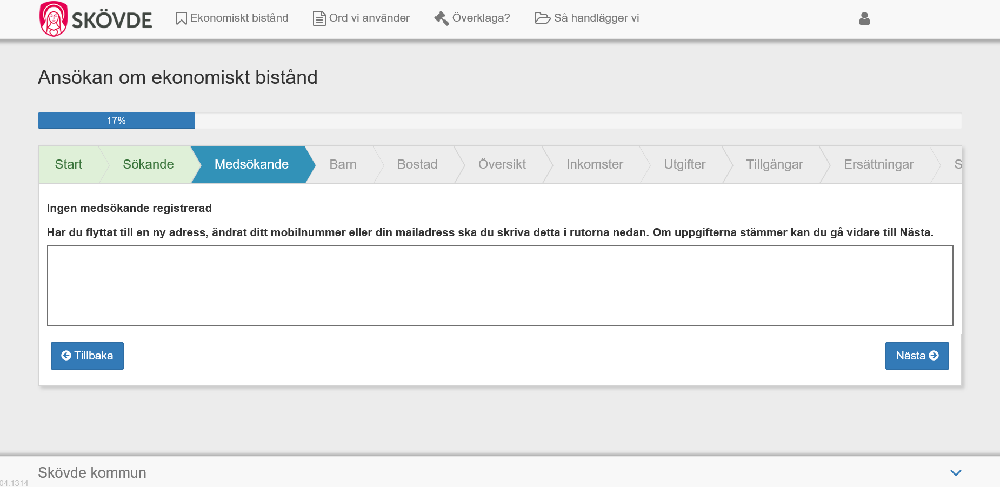 SKÖVDE
Ekonomiskt bistånd
Ord vi använder
Överklaga?
Så handlägger vi
Ansökan om ekonomiskt bistånd
17%
Start
Sökande
Medsökande
Barn
Bostad
Översikt
Inkomster
Utgifter
Tillgångar
Ersättningar
S
Ingen medsökande registrerad
Har du flyttat till en ny adress, ändrat ditt mobilnummer eller din mailadress ska du skriva detta i rutorna nedan. Om uppgifterna stämmer kan du gå vidare till Nästa.
Tillbaka
Nästa
Skövde kommun
04.1314